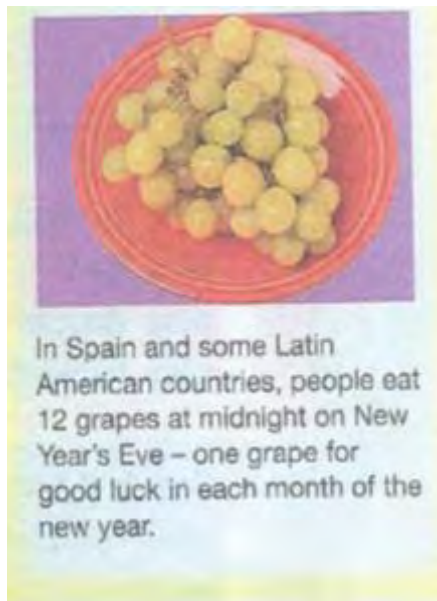 In Spain and some Latin
American countries, people eat
12 grapes at midnight on New
Year's Eve – one grape for
good luck in each month of the
new year.